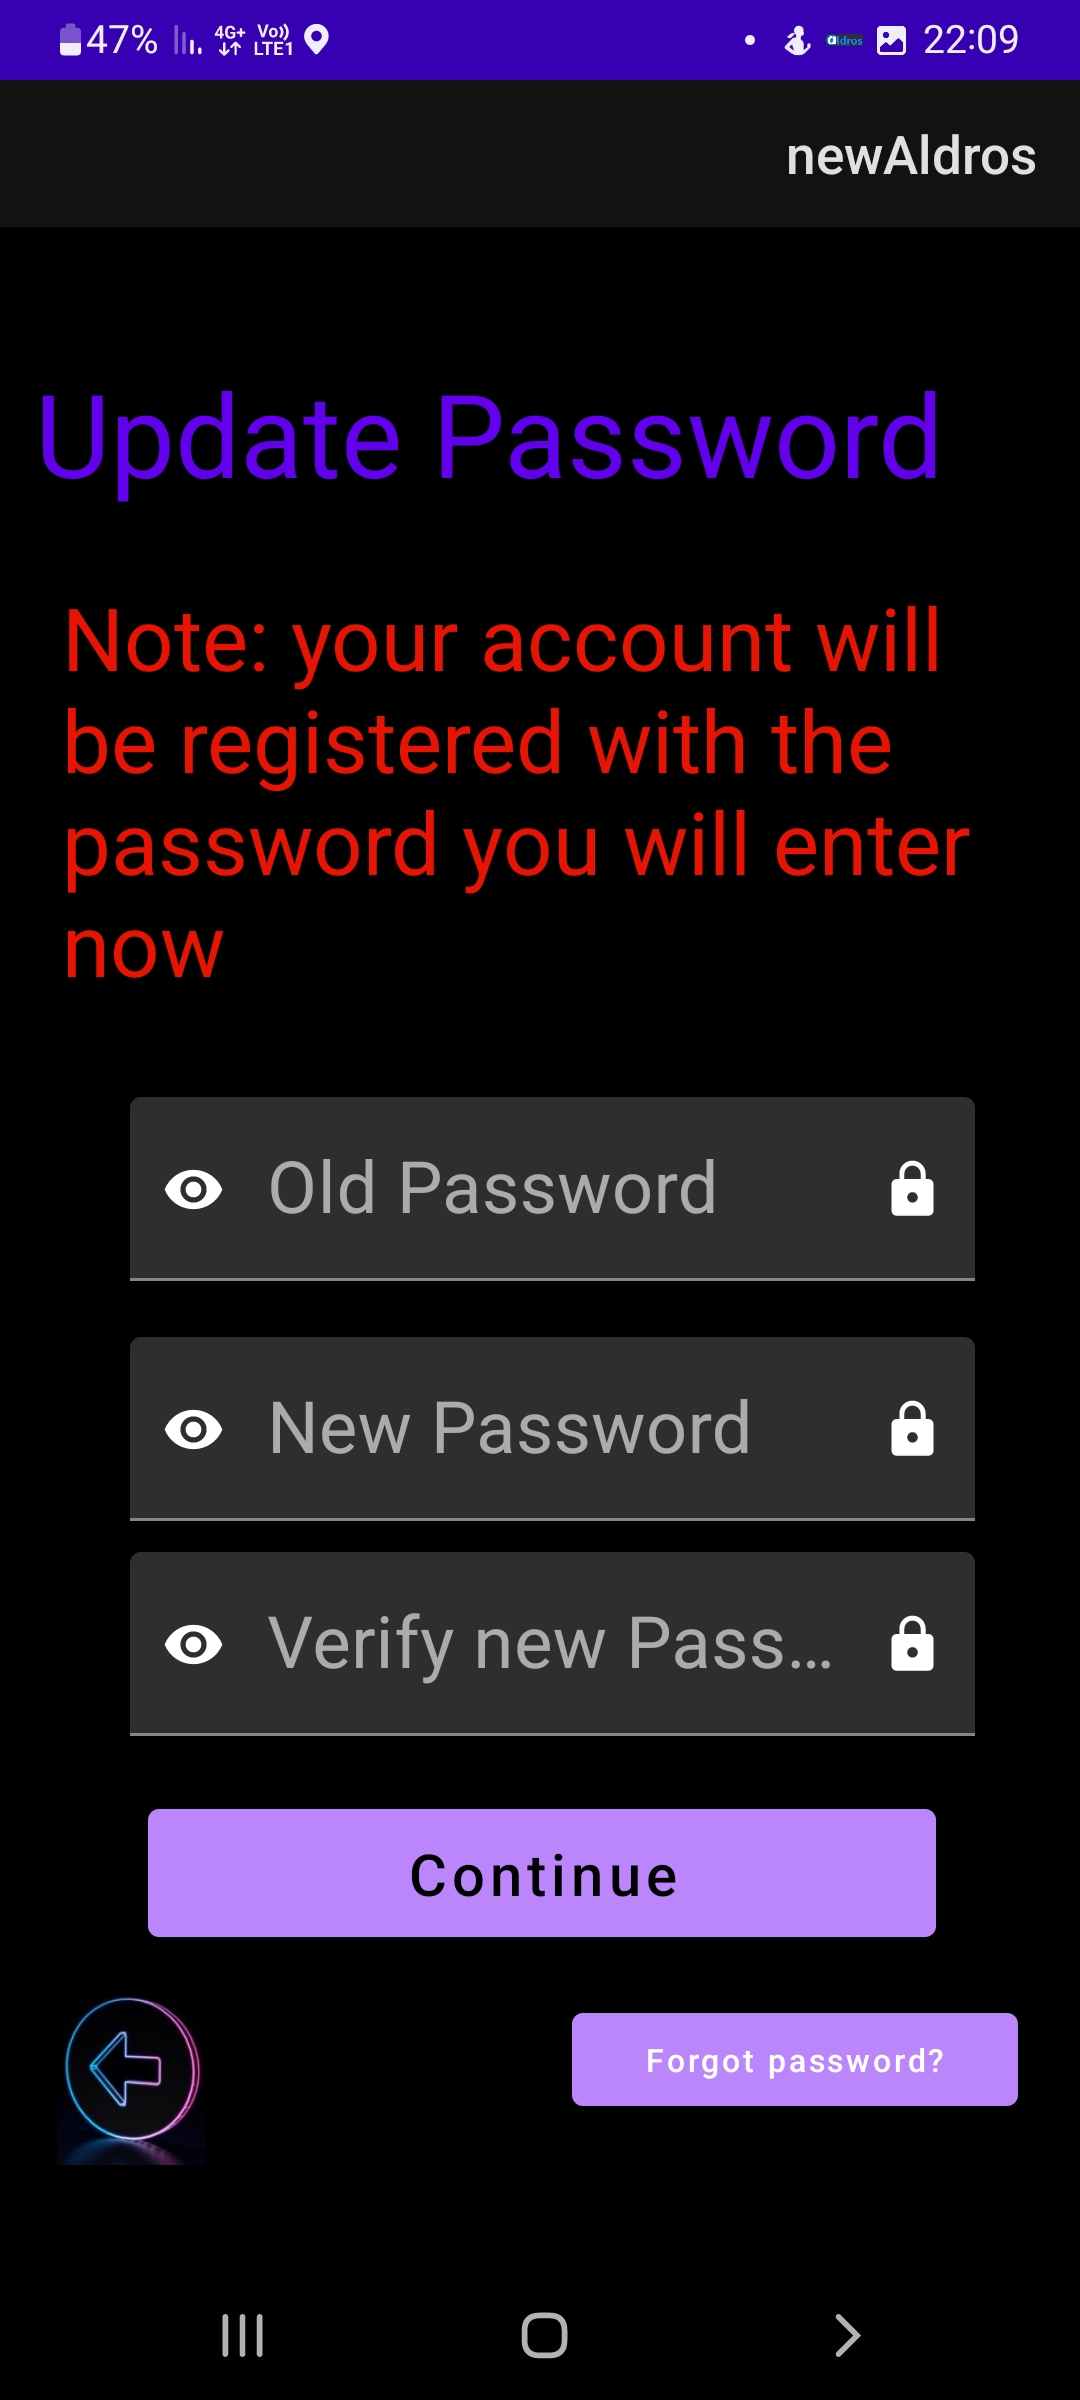 47% 4G+ Vo)) LTE1 aldros 22:09
newAldros
Update Password
Note: your account will
be registered with the
password you will enter
now
Old Password
New Password
Verify new Pass...
Continue
Forgot password?